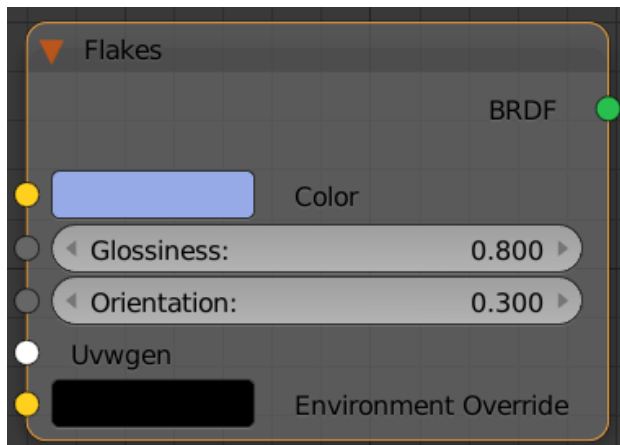 Flakes
BRDF
Color
Glossiness: 0.800
Orientation: 0.300
Uvwgen
Environment Override